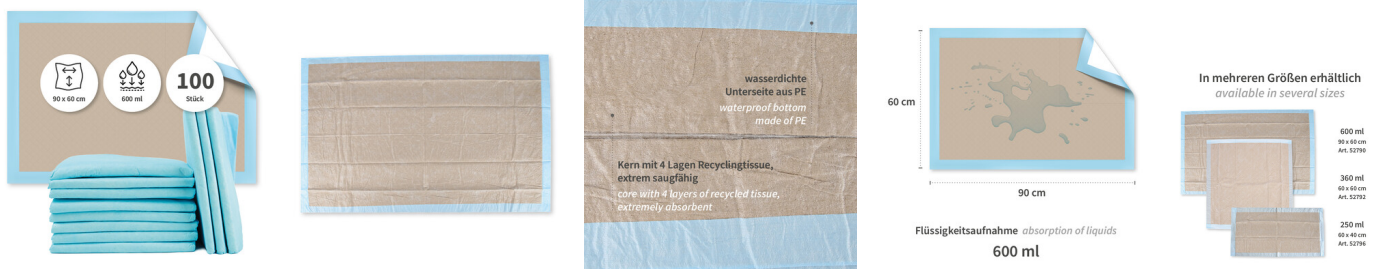 90 x 60 cm
600 ml
100
Stück
wasserdichte
Unterseite aus PE
waterproof bottom
made of PE
Kern mit 4 Lagen Recyclingtissue,
extrem saugfähig
core with 4 layers of recycled tissue,
extremely absorbent
60 cm
90 cm
Flüssigkeitsaufnahme absorption of liquids
600 ml
In mehreren Größen erhältlich
available in several sizes
600 ml
90 x 60 cm
Art. 52790
360 ml
60 x 60 cm
Art. 52792
250 ml
60 x 40 cm
Art. 52796